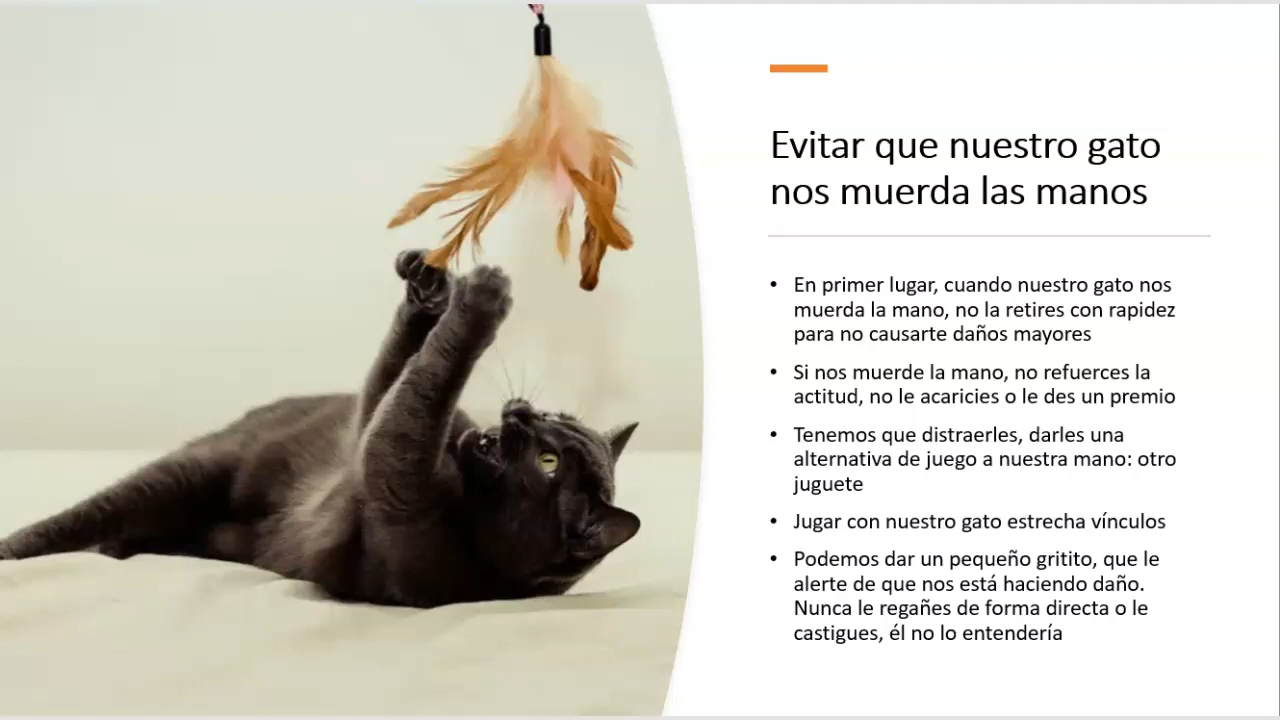 Evitar que nuestro gato
nos muerda las manos
• En primer lugar, cuando nuestro gato nos
muerda la mano, no la retires con rapidez
para no causarte daños mayores
• Si nos muerde la mano, no refuerces la
actitud, no le acaricies o le des un premio
• Tenemos que distraerles, darles una
alternativa de juego a nuestra mano: otro
juguete
• Jugar con nuestro gato estrecha vínculos
• Podemos dar un pequeño gritito, que le
alerte de que nos está haciendo daño.
Nunca le regañes de forma directa o le
castigues, él no lo entendería